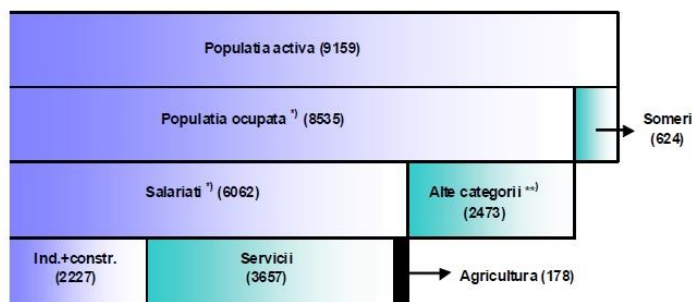 Populatia activa (9159)
Populatia ocupata *) (8535)
Someri
(624)
Salariati *) (6062)
Alte categorii **)
(2473)
Ind.+constr.
(2227)
Servicii
(3657)
Agricultura (178)